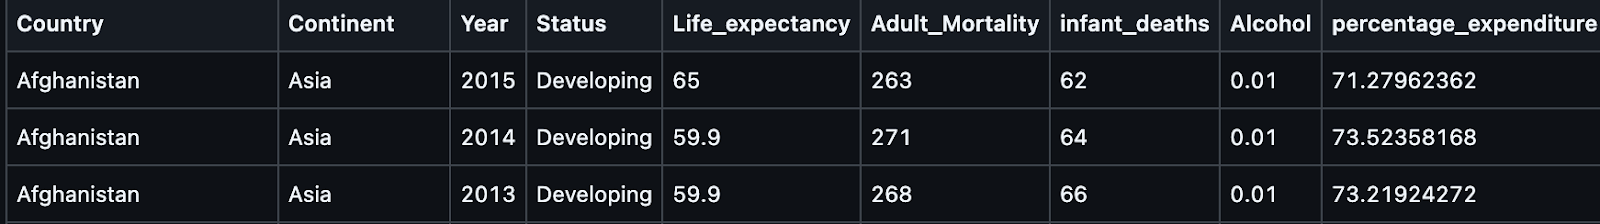 Country Continent Year Status Life_expectancy Adult_Mortality infant_deaths Alcohol percentage_expenditure
Afghanistan Asia 2015 Developing 65 263 62 0.01 71.27962362
Afghanistan Asia 2014 Developing 59.9 271 64 0.01 73.52358168
Afghanistan Asia 2013 Developing 59.9 268 66 0.01 73.21924272